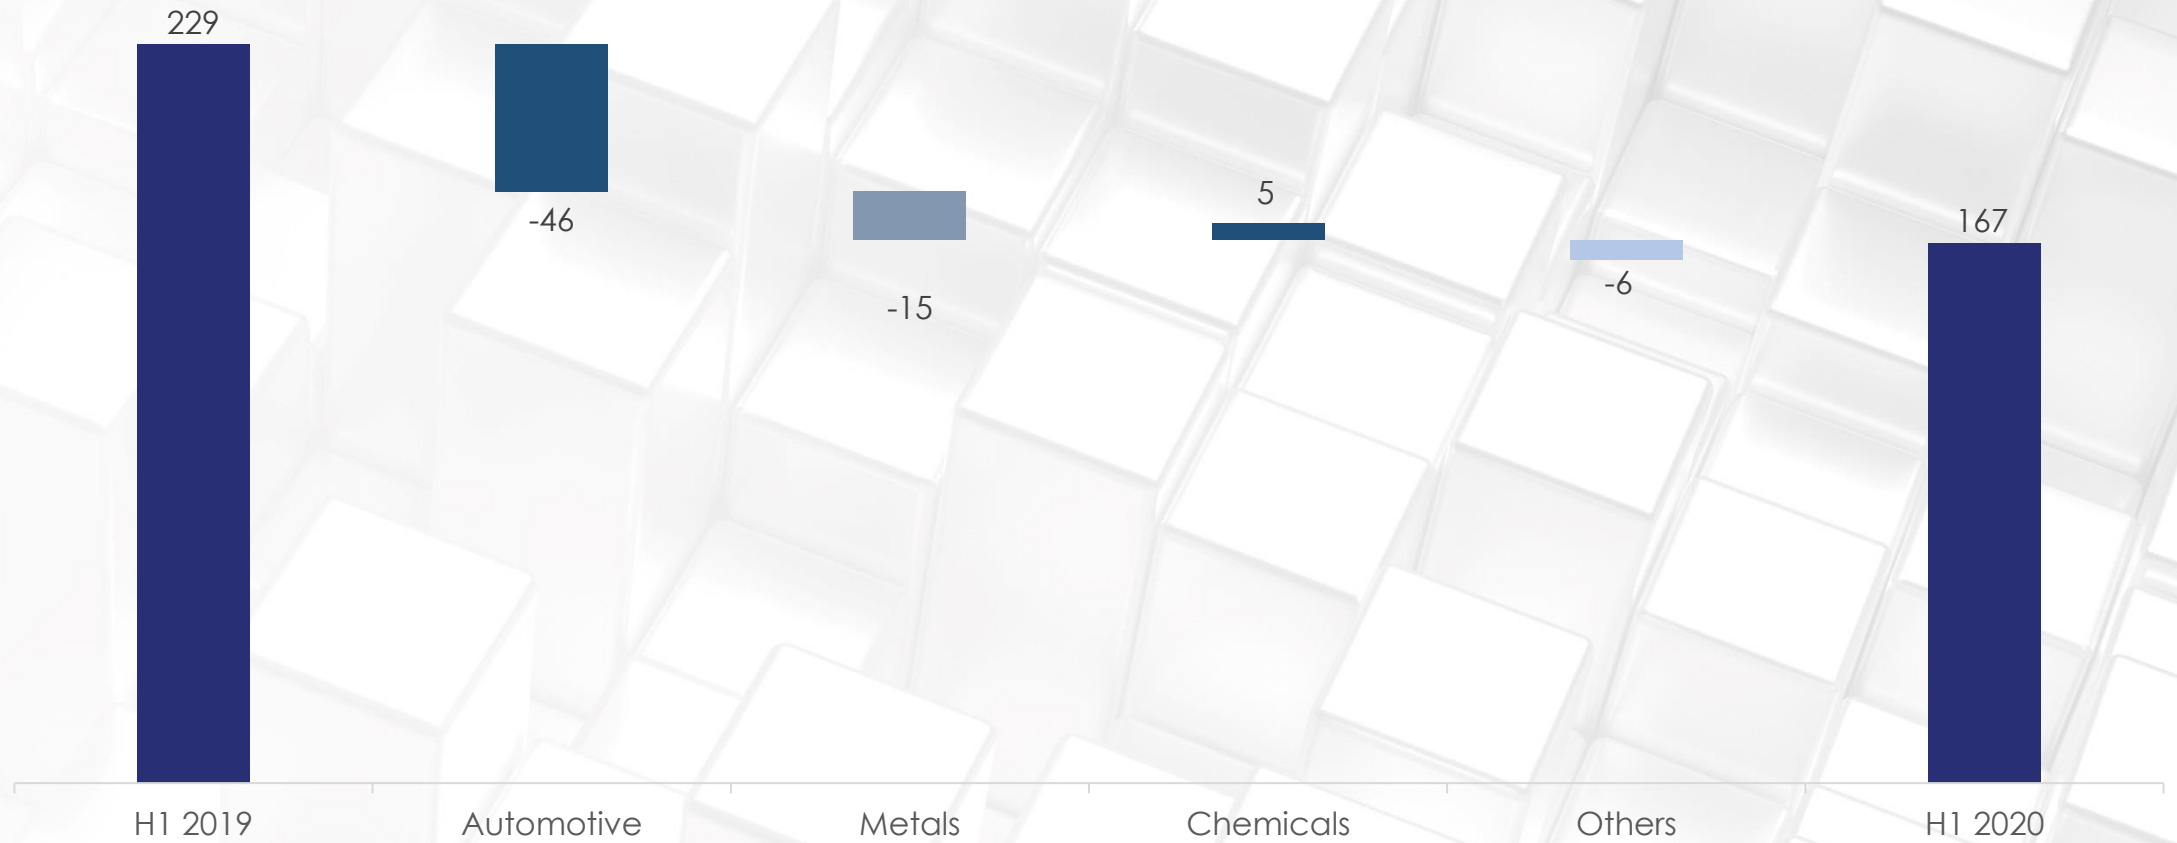 229
-46
-15
5
-6
167
H1 2019
Automotive
Metals
Chemicals
Others
H1 2020